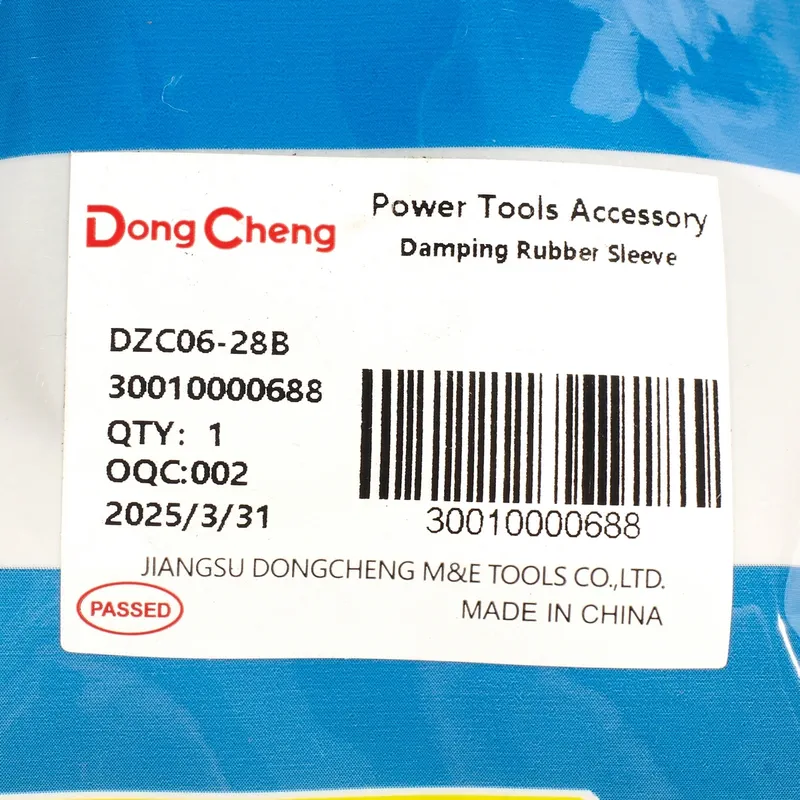 Dong Cheng
Power Tools Accessory
Damping Rubber Sleeve
DZC06-28B
30010000688
QTY: 1
OQC:002
2025/3/31
30010000688
JIANGSU DONGCHENG M&E TOOLS CO.,LTD.
PASSED
MADE IN CHINA